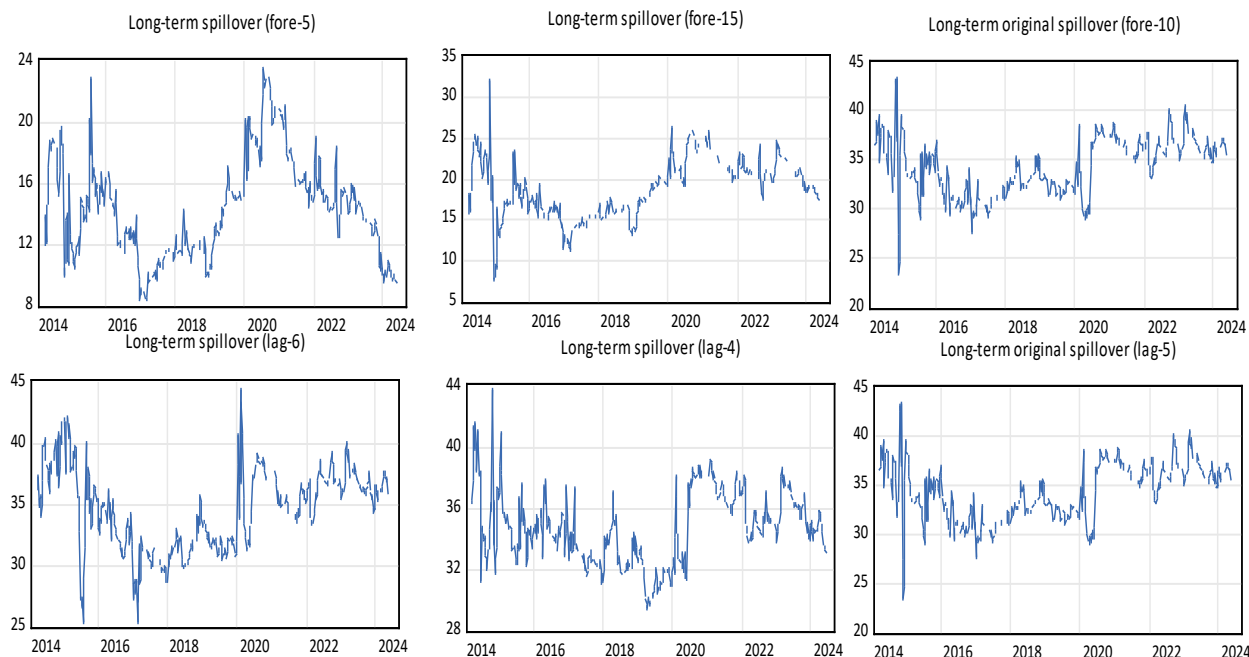 Long-term spillover (fore-5)
24
20
16
12
8
2014 2016 2018 2020 2022 2024
Long-term spillover (fore-15)
35
30
25
20
15
10
5
2014 2016 2018 2020 2022 2024
Long-term original spillover (fore-10)
45
40
35
30
25
20
2014 2016 2018 2020 2022 2024
Long-term spillover (lag-6)
45
40
35
30
25
2014 2016 2018 2020 2022 2024
Long-term spillover (lag-4)
44
40
36
32
28
2014 2016 2018 2020 2022 2024
Long-term original spillover (lag-5)
45
40
35
30
25
20
2014 2016 2018 2020 2022 2024